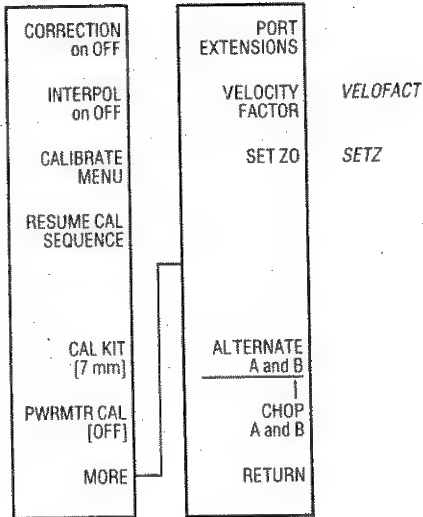 CORRECTION
on OFF
INTERPOL
on OFF
CALIBRATE
MENU
RESUME CAL
SEQUENCE
CAL KIT
[7 mm]
PWRMTR CAL
[OFF]
MORE
PORT
EXTENSIONS
VELOCITY
FACTOR
VELOFACT
SET ZO
SETZ
ALTERNATE
A and B
CHOP
A and B
RETURN